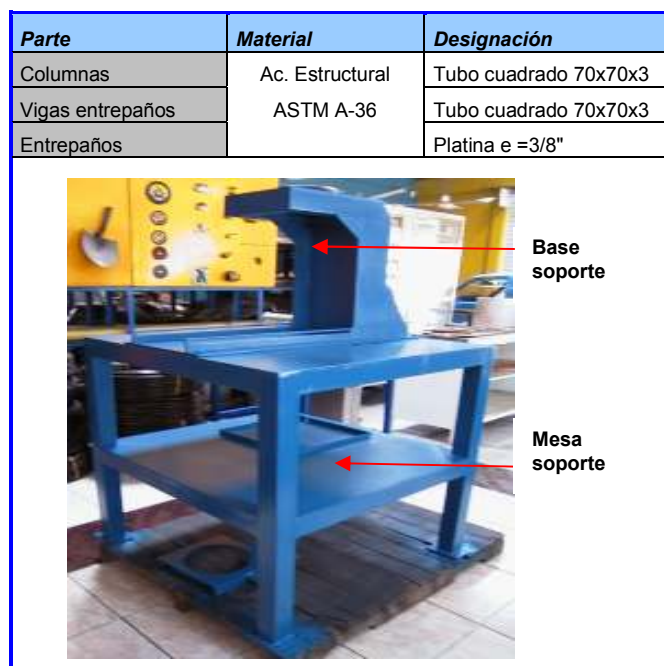 Parte Material Designación
Columnas Ac. Estructural Tubo cuadrado 70x70x3
Vigas entrepaños ASTM A-36 Tubo cuadrado 70x70x3
Entrepaños Platina e =3/8"
Base
soporte
Mesa
soporte